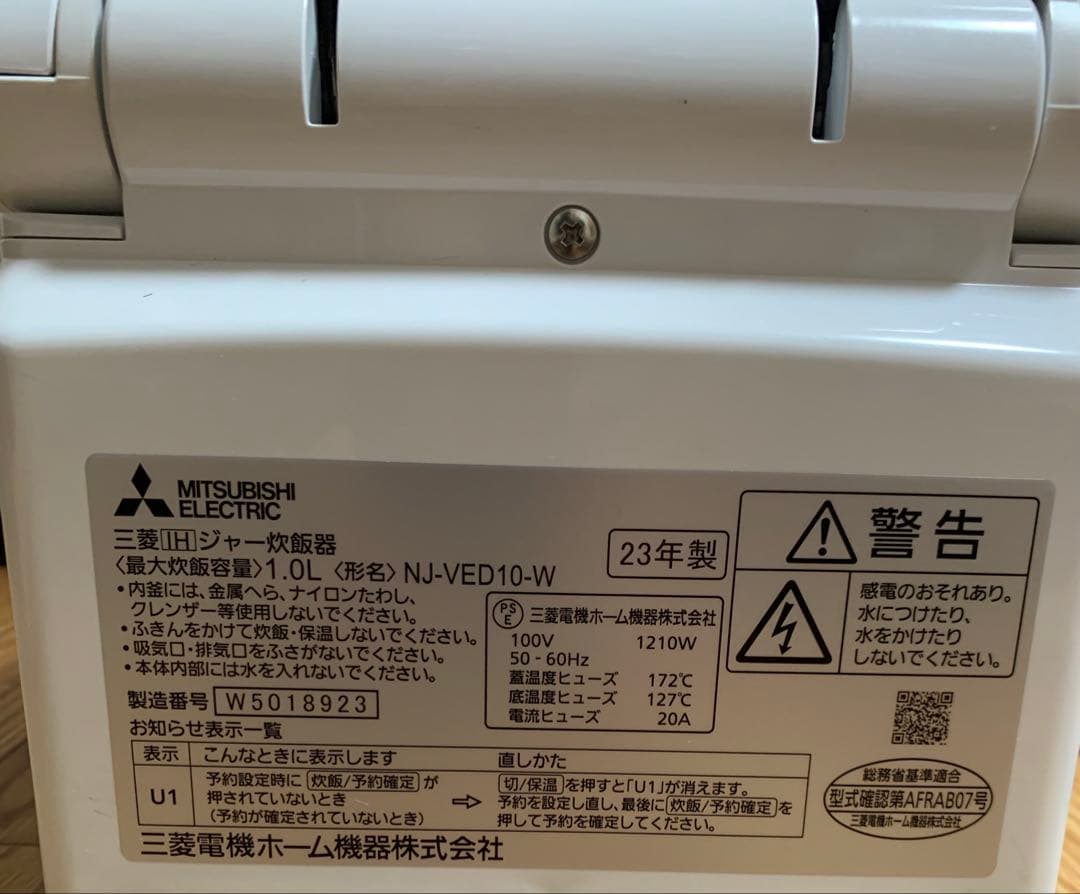 MITSUBISHI
ELECTRIC
三菱IHジャー炊飯器
〈最大炊飯容量〉1.0L 〈形名〉 NJ-VED10-W
23年製
・内釜には、金属へら、ナイロンたわし、
クレンザー等使用しないでください。
・ふきんをかけて炊飯・保温しないでください。
・吸気口・排気口をふさがないでください。
・本体内部には水を入れないでください。
製造番号 W5018923
PS
E
三菱電機ホーム機器株式会社
100V 1210W
50-60Hz
蓋温度ヒューズ 172℃
底温度ヒューズ 127℃
電流ヒューズ 20A
警告
感電のおそれあり。
水につけたり、
水をかけたり
しないでください。
お知らせ表示一覧
表示 こんなときに表示します 直しかた
U1
予約設定時に 炊飯/予約確定 が
押されていないとき
(予約が確定されていないとき)
⇨
切/保温 を押すと「U1」が消えます。
予約を設定し直し、最後に 炊飯/予約確定 を
押して予約を確定してください。
三菱電機ホーム機器株式会社
総務省基準適合
型式確認第AFRAB07号
三菱電機ホーム機器株式会社